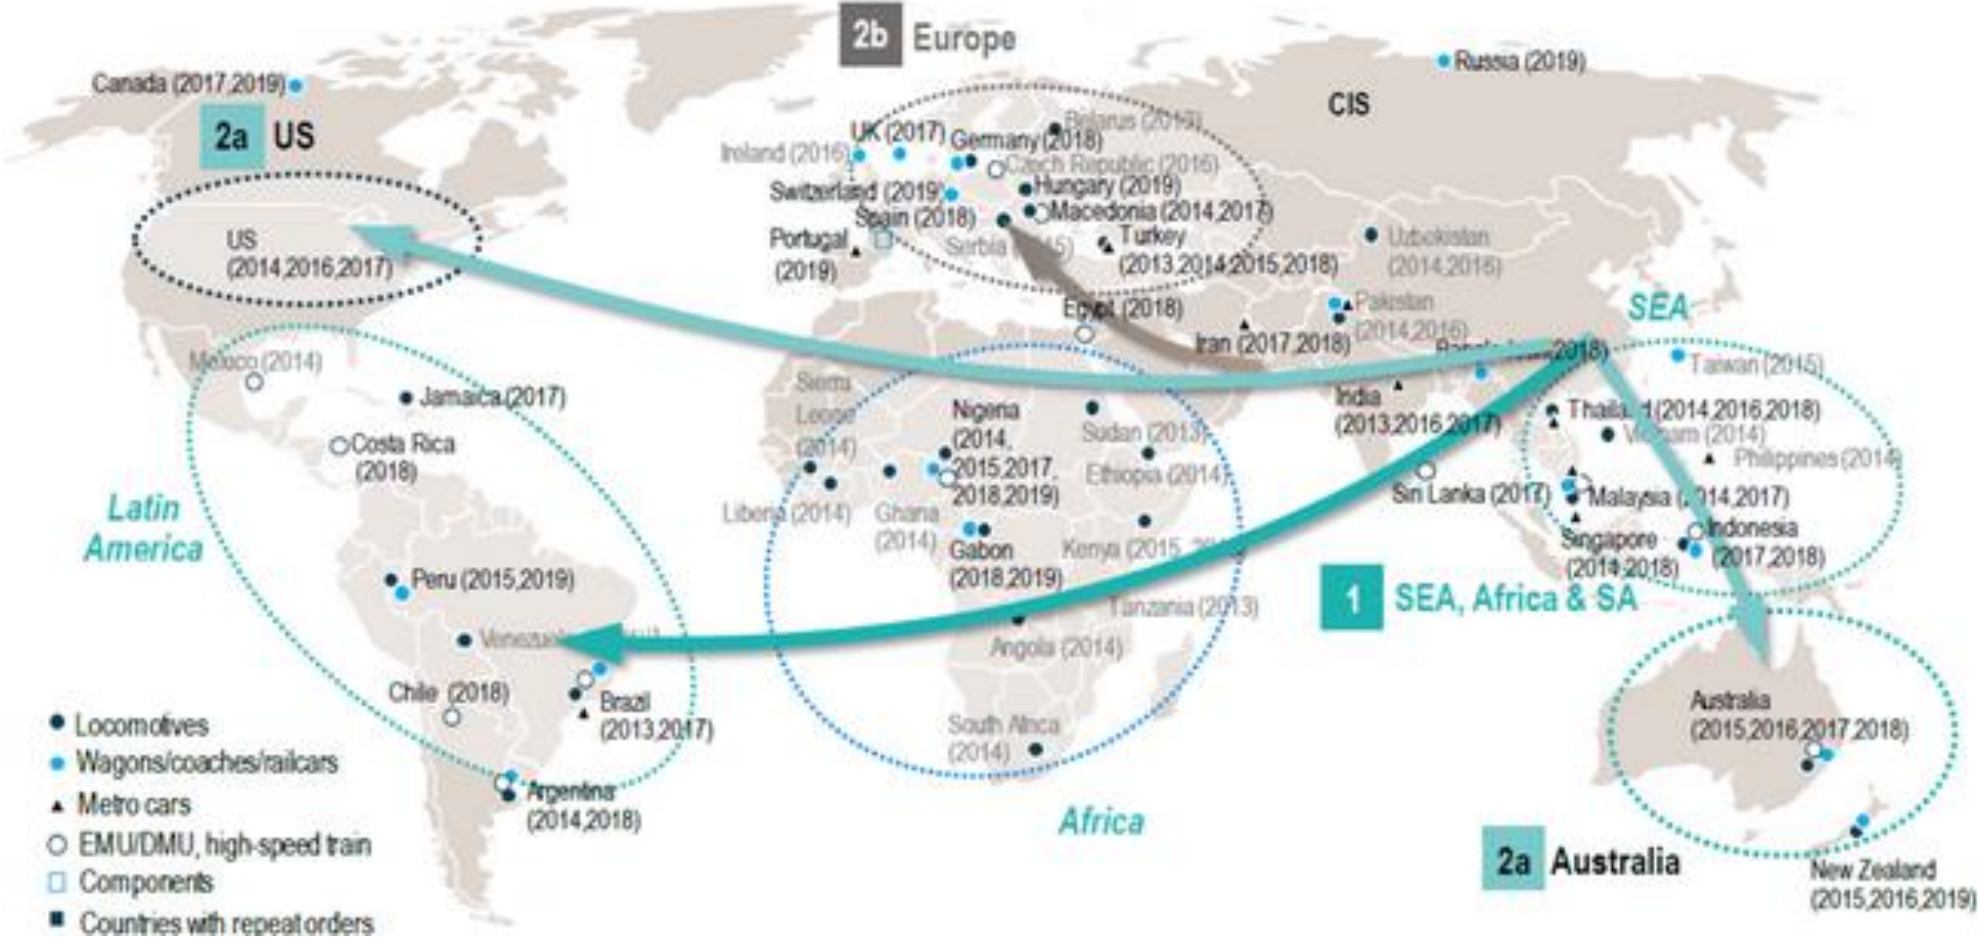 2b Europe
Russia (2019)
Canada (2017,2019)
CIS
2a US
Belarus
UK (2017)
Germany (2018)
Ireland (2016)
Czech Republic (2016)
Switzerland (2019)
Hungary (2019)
Spain (2018)
Macedonia (2014,2017)
US
(2014,2016,2017)
Portugal
(2019)
Serbia
Turkey
(2013,2014,2015,2018)
Uzbekistan
(2014,2016)
Egypt (2018)
Pakistan
(2014,2016)
SEA
Iran (2017,2018)
Mexico (2014)
Taiwan (2015)
Jamaica (2017)
Sierra
Leone
(2014)
Nigeria
(2014,
2015,2017,
2018,2019)
Sudan (2013)
India
(2013,2016,2017)
Thailand (2014,2016,2018)
Vietnam (2014)
Costa Rica
(2018)
Ethiopia (2014)
Philippines (2014
Sri Lanka (2017)
Malaysia (2014,2017)
Latin
America
Liberia (2014)
Ghana
(2014)
Gabon
(2018,2019)
Kenya (2015,
Singapore
(2014,2018)
Indonesia
(2017,2018)
Peru (2015,2019)
1 SEA, Africa & SA
Tanzania (2013)
Angola (2014)
Chile (2018)
Brazil
(2013,2017)
South Africa
(2014)
Australia
(2015,2016,2017,2018)
Argentina
(2014,2018)
Africa
2a Australia
New Zealand
(2015,2016,2019)
Locomotives
Wagons/coaches/railcars
Metro cars
EMU/DMU, high-speed train
Components
Countries with repeat orders